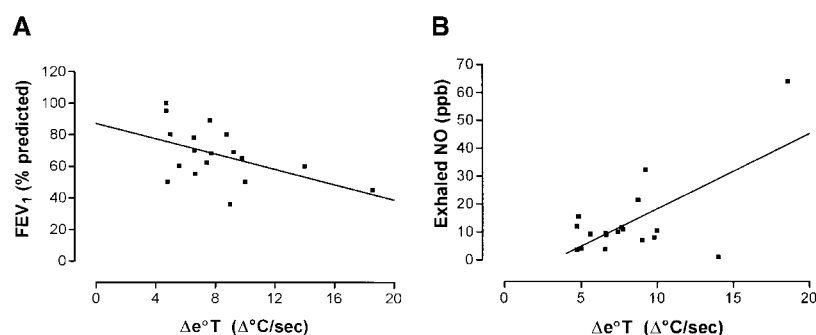 A
FEV1 (% predicted)
120
100
80
60
40
20
0
0 4 8 12 16 20
Δe°T (Δ°C/sec)
B
Exhaled NO (ppb)
70
60
50
40
30
20
10
0
0 5 10 15 20
Δe°T (Δ°C/sec)